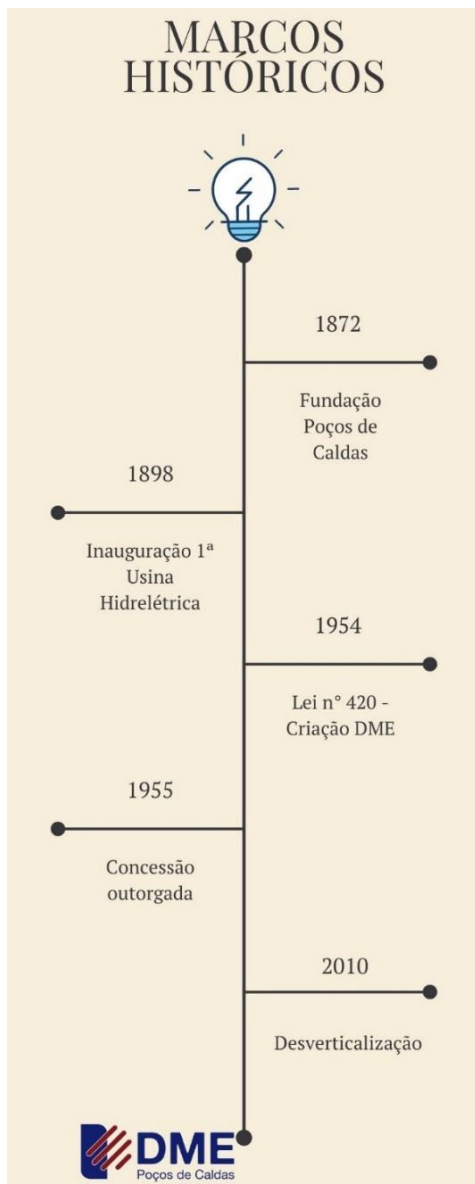 MARCOS
HISTÓRICOS
1872
Fundação
Poços de
Caldas
1898
Inauguração 1ª
Usina
Hidrelétrica
1954
Lei n° 420 -
Criação DME
1955
Concessão
outorgada
2010
Desverticalização
DME
Poços de Caldas